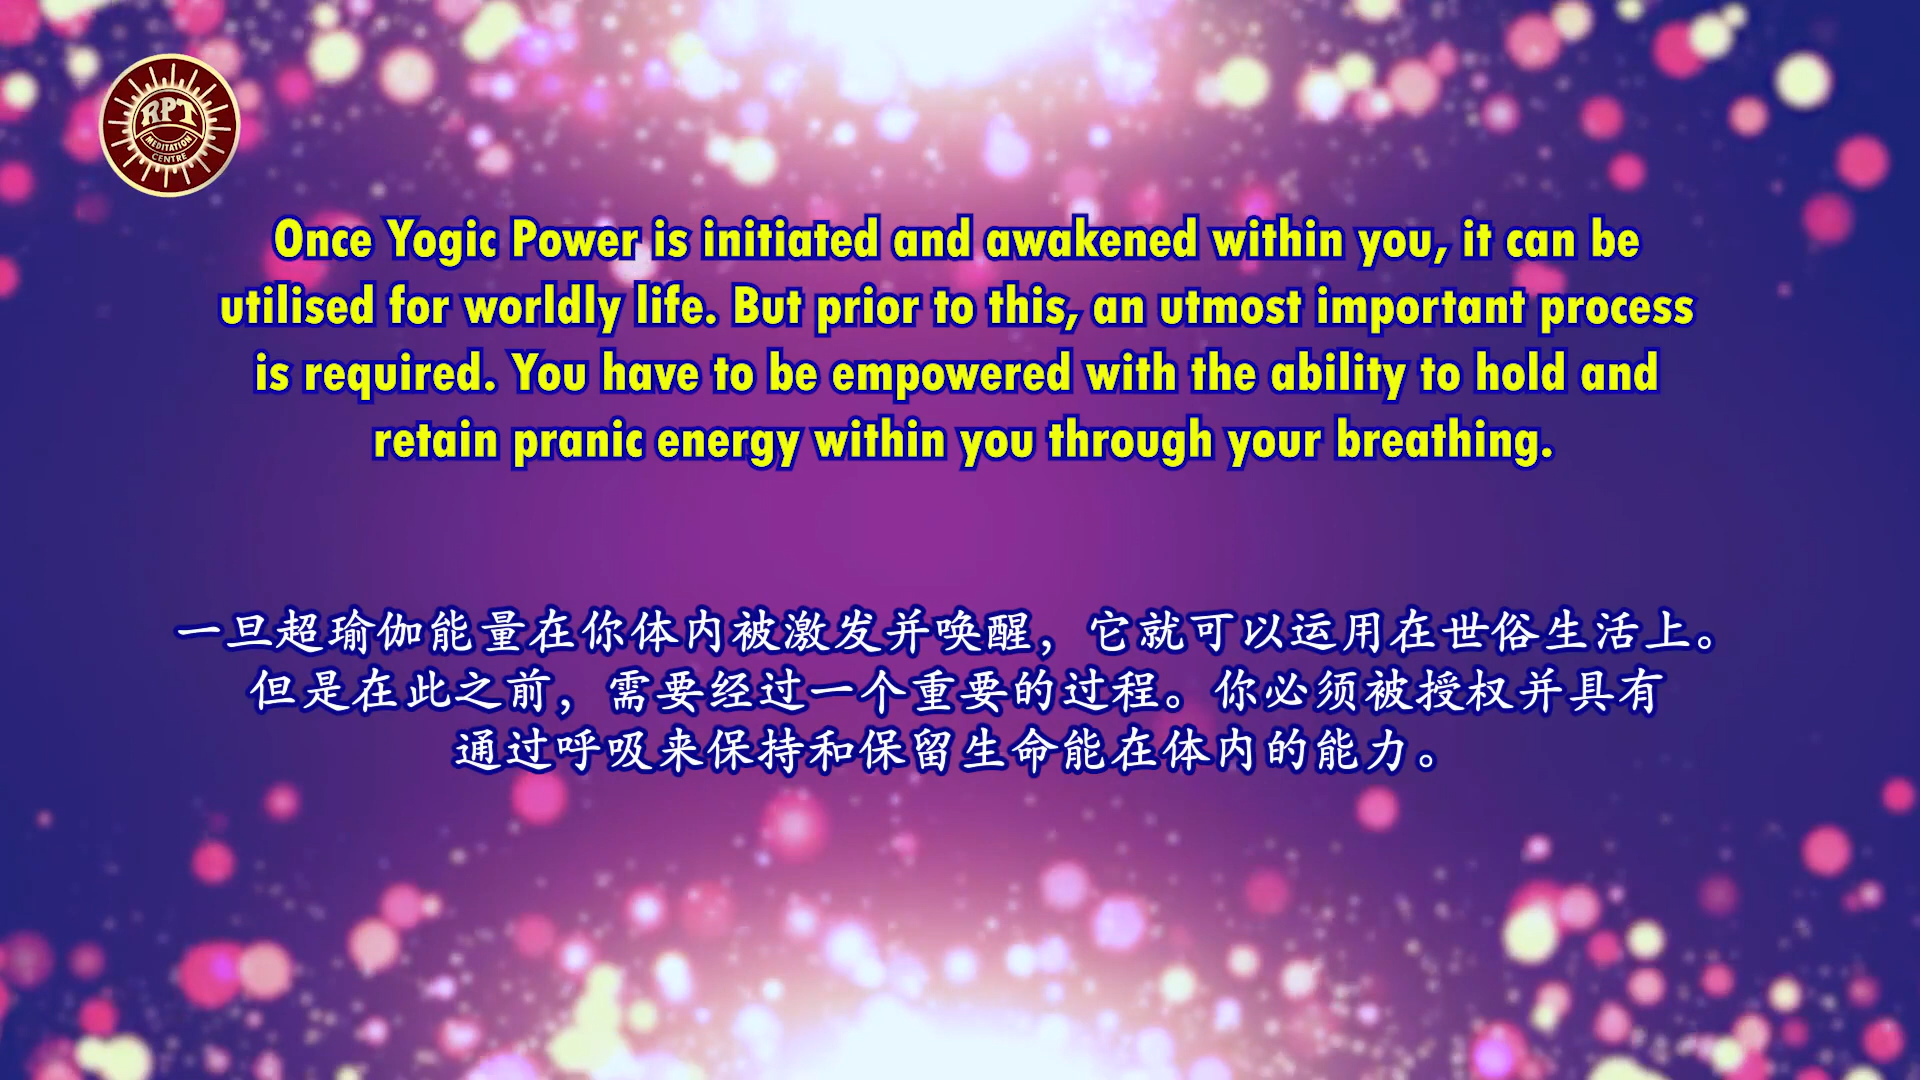 RPT
MEDITATION
CENTRE
Once Yogic Power is initiated and awakened within you, it can be
utilised for worldly life. But prior to this, an utmost important process
is required. You have to be empowered with the ability to hold and
retain pranic energy within you through your breathing.
一旦超瑜伽能量在你体内被激发并唤醒，它就可以运用在世俗生活上。
但是在此之前，需要经过一个重要的过程。你必须被授权并具有
通过呼吸来保持和保留生命能在体内的能力。